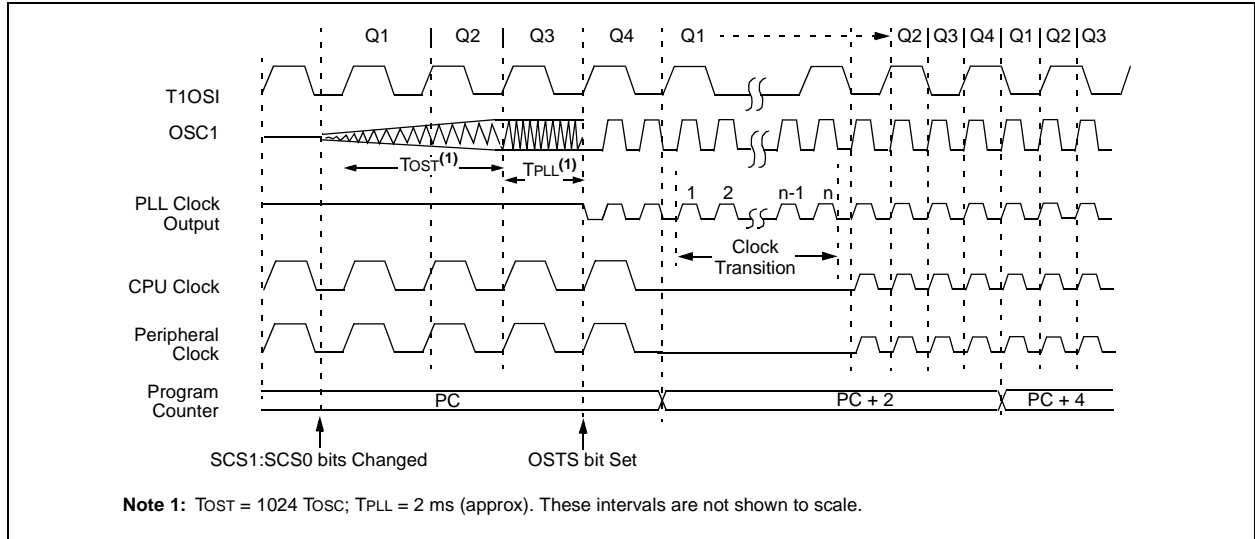 Q1 Q2 Q3 Q4 Q1 Q2 Q3 Q4 Q1 Q2 Q3
T1OSI
OSC1
TOST(1)
TPLL(1)
1 2 n-1 n
PLL Clock
Output
Clock
Transition
CPU Clock
Peripheral
Clock
Program
Counter
PC PC + 2 PC + 4
SCS1:SCS0 bits Changed OSTS bit Set
Note 1: TOST = 1024 TOSC; TPLL = 2 ms (approx). These intervals are not shown to scale.